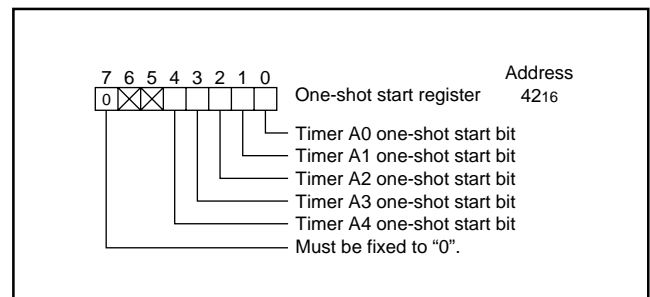 Address
7 6 5 4 3 2 1 0
0 One-shot start register 4216
Timer A0 one-shot start bit
Timer A1 one-shot start bit
Timer A2 one-shot start bit
Timer A3 one-shot start bit
Timer A4 one-shot start bit
Must be fixed to “0”.